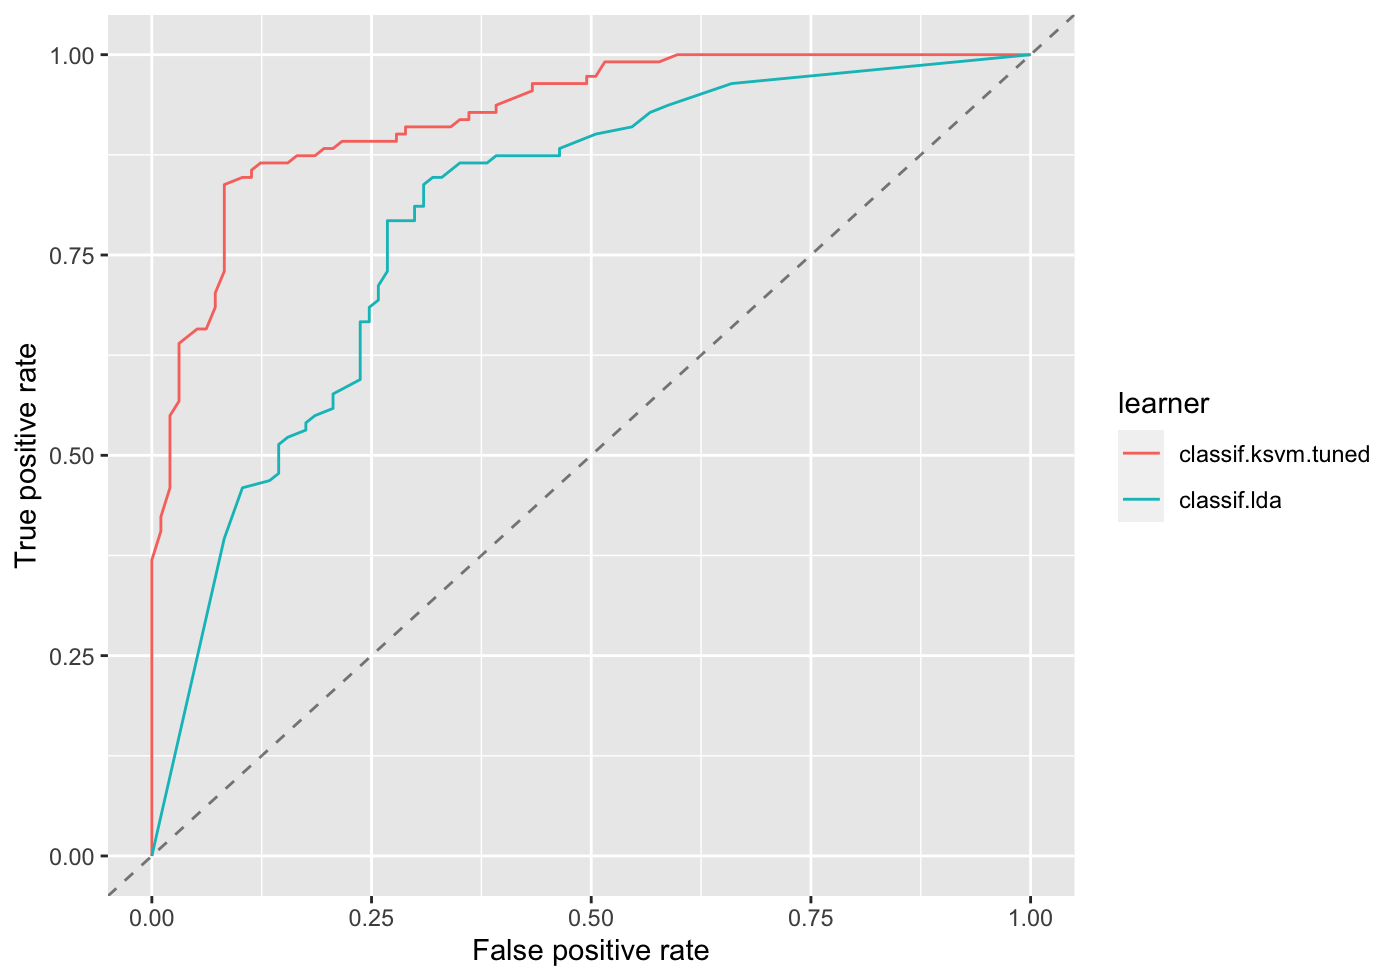 True positive rate
1.00
0.75
0.50
0.25
0.00
0.00 0.25 0.50 0.75 1.00
False positive rate
learner
classif.ksvm.tuned
classif.lda